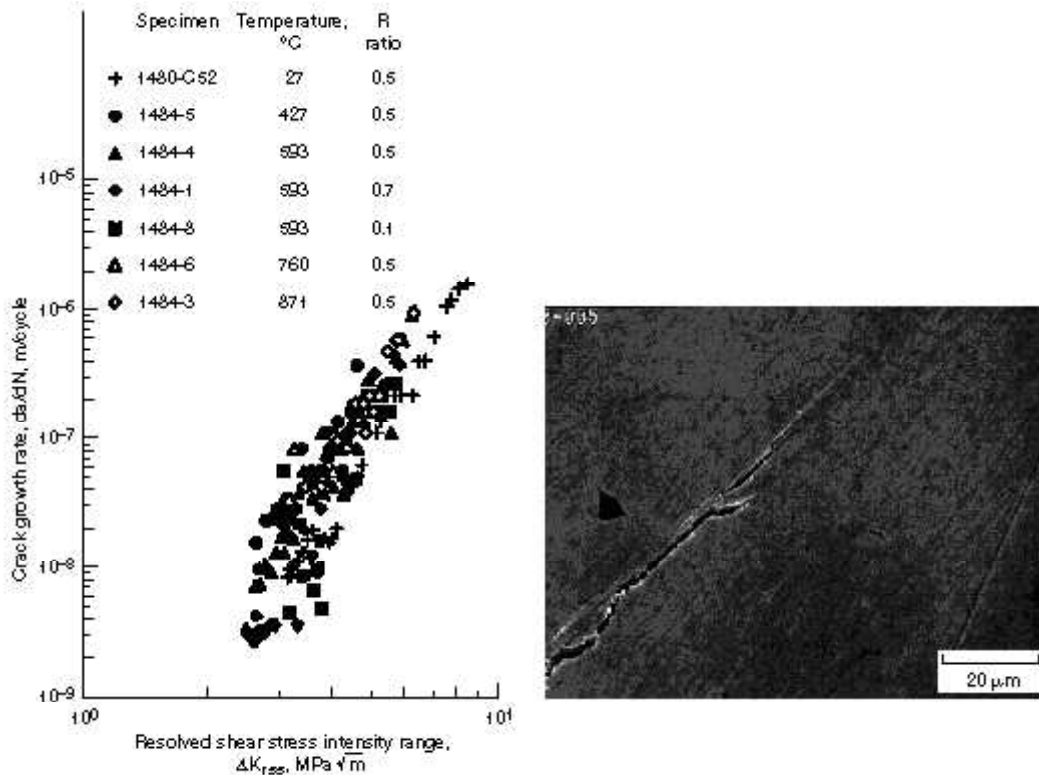 Specimen Temperature, R
°C ratio
1480-C52 27 0.5
1484-5 427 0.5
1484-4 593 0.5
1484-1 593 0.7
1484-8 593 0.1
1484-6 760 0.5
1484-3 871 0.5
10-5
10-6
10-7
10-8
10-9
Crack growth rate, da/dN, m/cycle
100 101
Resolved shear stress intensity range,
ΔKrss, MPa √m
20 μm